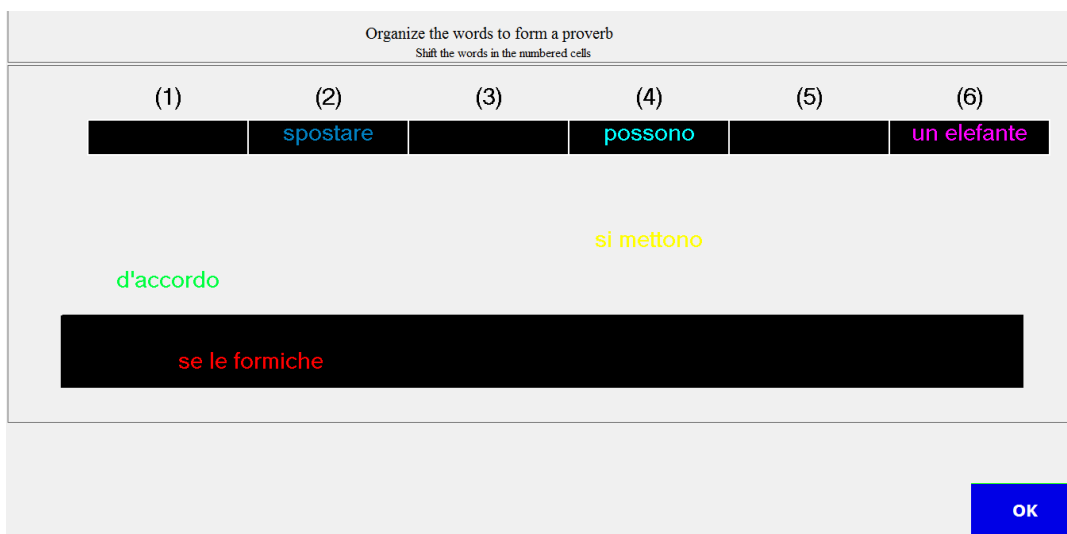 Organize the words to form a proverb
Shift the words in the numbered cells
(1) (2) (3) (4) (5) (6)
spostare possono un elefante
si mettono
d'accordo
se le formiche
OK